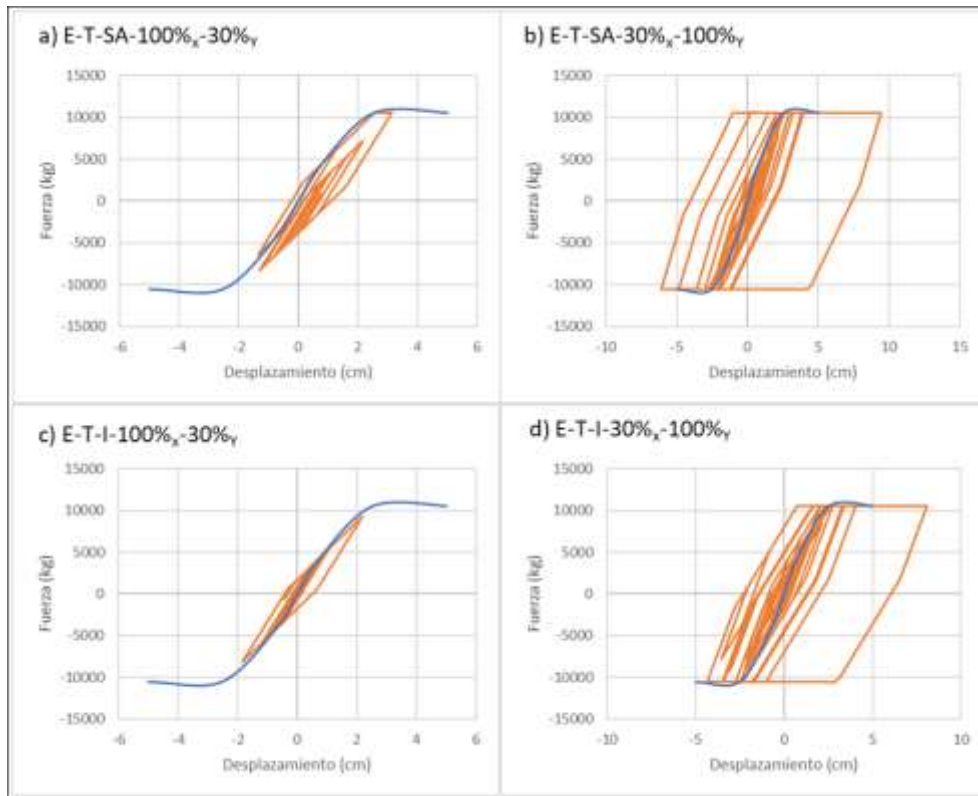 a) E-T-SA-100%x-30%Y
15000
10000
5000
0
-5000
-10000
-15000
Fuerza (kg)
-6 -4 -2 0 2 4 6
Desplazamiento (cm)
b) E-T-SA-30%x-100%Y
15000
10000
5000
0
-5000
-10000
-15000
Fuerza (kg)
-10 -5 0 5 10 15
Desplazamiento (cm)
c) E-T-I-100%x-30%Y
15000
10000
5000
0
-5000
-10000
-15000
Fuerza (kg)
-6 -4 -2 0 2 4 6
Desplazamiento (cm)
d) E-T-I-30%x-100%Y
15000
10000
5000
0
-5000
-10000
-15000
Fuerza (kg)
-10 -5 0 5 10
Desplazamiento (cm)